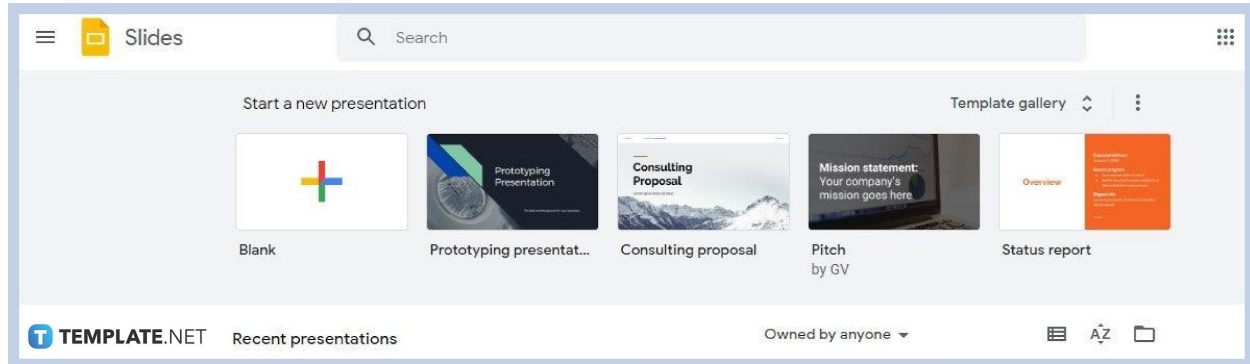 Slides
Search
Start a new presentation
Template gallery
Prototyping
Presentation
Consulting
Proposal
Mission statement:
Your company's
mission goes here
Overview
Blank
Prototyping presentat...
Consulting proposal
Pitch
by GV
Status report
T TEMPLATE.NET
Recent presentations
Owned by anyone
AZ